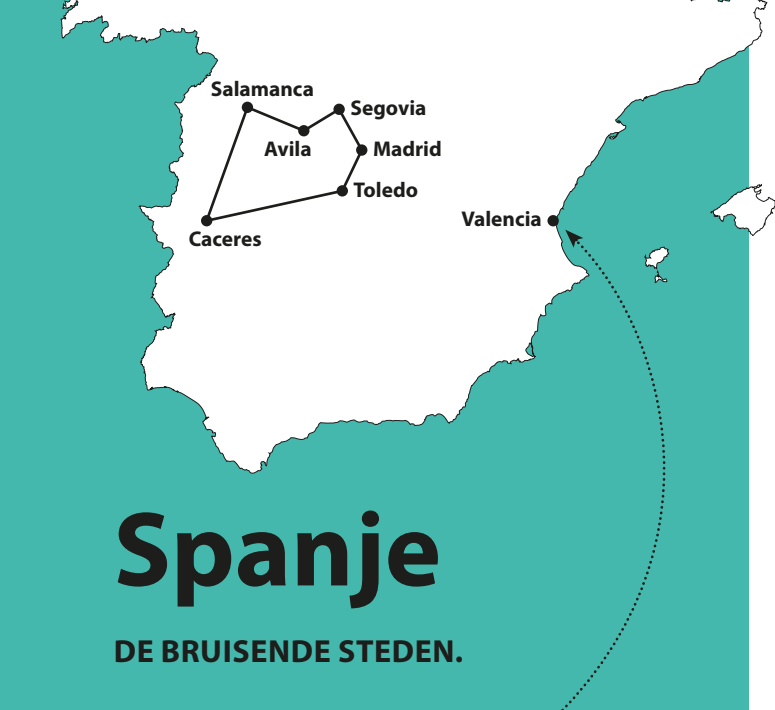 Salamanca
Segovia
Avila
Madrid
Toledo
Valencia
Caceres
Spanje
DE BRUISENDE STEDEN.